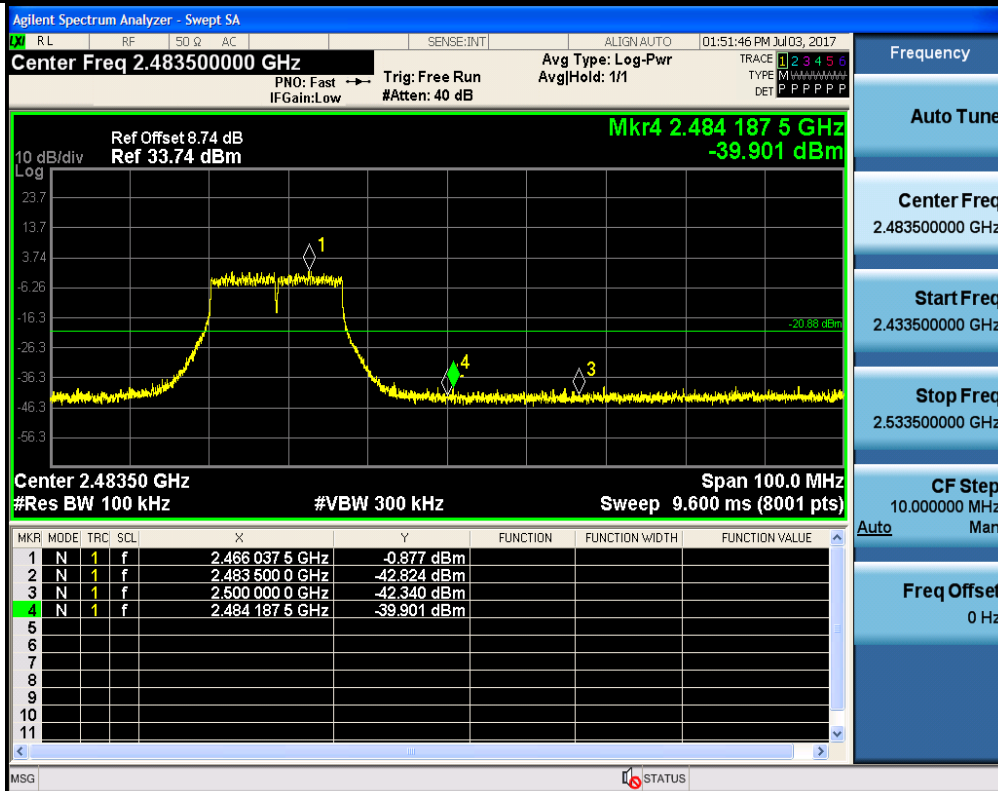 Agilent Spectrum Analyzer - Swept SA
LXI RL RF 50 Ω AC SENSE:INT ALIGN AUTO 01:51:46 PM Jul 03, 2017
Center Freq 2.483500000 GHz
PNO: Fast
IFGain:Low
Trig: Free Run
#Atten: 40 dB
Avg Type: Log-Pwr
Avg|Hold: 1/1
TRACE 1 2 3 4 5 6
TYPE M
DET P P P P P P
Mkr4 2.484 187 5 GHz
-39.901 dBm
Ref Offset 8.74 dB
10 dB/div Ref 33.74 dBm
Log
23.7
13.7
3.74
-6.26
-16.3
-26.3
-36.3
-46.3
-56.3
1
-20.88 dBm
4
3
Center 2.48350 GHz Span 100.0 MHz
#Res BW 100 kHz #VBW 300 kHz Sweep 9.600 ms (8001 pts)
MKR MODE TRC SCL X Y FUNCTION FUNCTION WIDTH FUNCTION VALUE
1 N 1 f 2.466 037 5 GHz -0.877 dBm
2 N 1 f 2.483 500 0 GHz -42.824 dBm
3 N 1 f 2.500 000 0 GHz -42.340 dBm
4 N 1 f 2.484 187 5 GHz -39.901 dBm
5
6
7
8
9
10
11
MSG STATUS
Frequency
Auto Tune
Center Freq
2.483500000 GHz
Start Freq
2.433500000 GHz
Stop Freq
2.533500000 GHz
CF Step
10.000000 MHz
Auto Man
Freq Offset
0 Hz